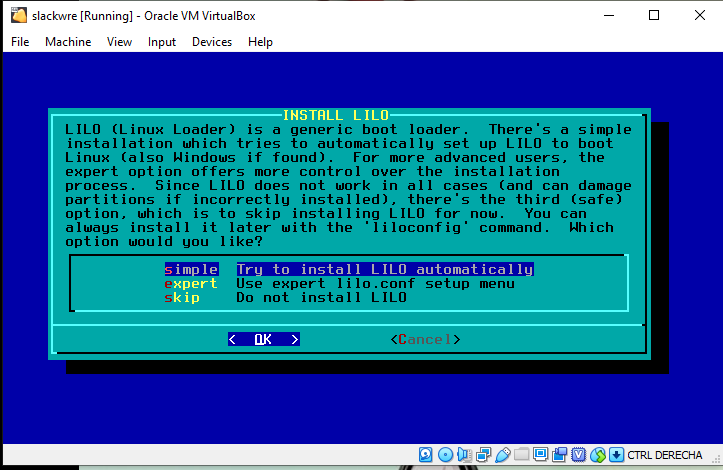 slackwre [Running] - Oracle VM VirtualBox
File Machine View Input Devices Help
INSTALL LILO
LILO (Linux Loader) is a generic boot loader.  There's a simple
installation which tries to automatically set up LILO to boot
Linux (also Windows if found).  For more advanced users, the
expert option offers more control over the installation
process.  Since LILO does not work in all cases (and can damage
partitions if incorrectly installed), there's the third (safe)
option, which is to skip installing LILO for now.  You can
always install it later with the 'liloconfig' command.  Which
option would you like?
simple  Try to install LILO automatically
expert  Use expert lilo.conf setup menu
skip    Do not install LILO
< OK > <Cancel>
CTRL DERECHA